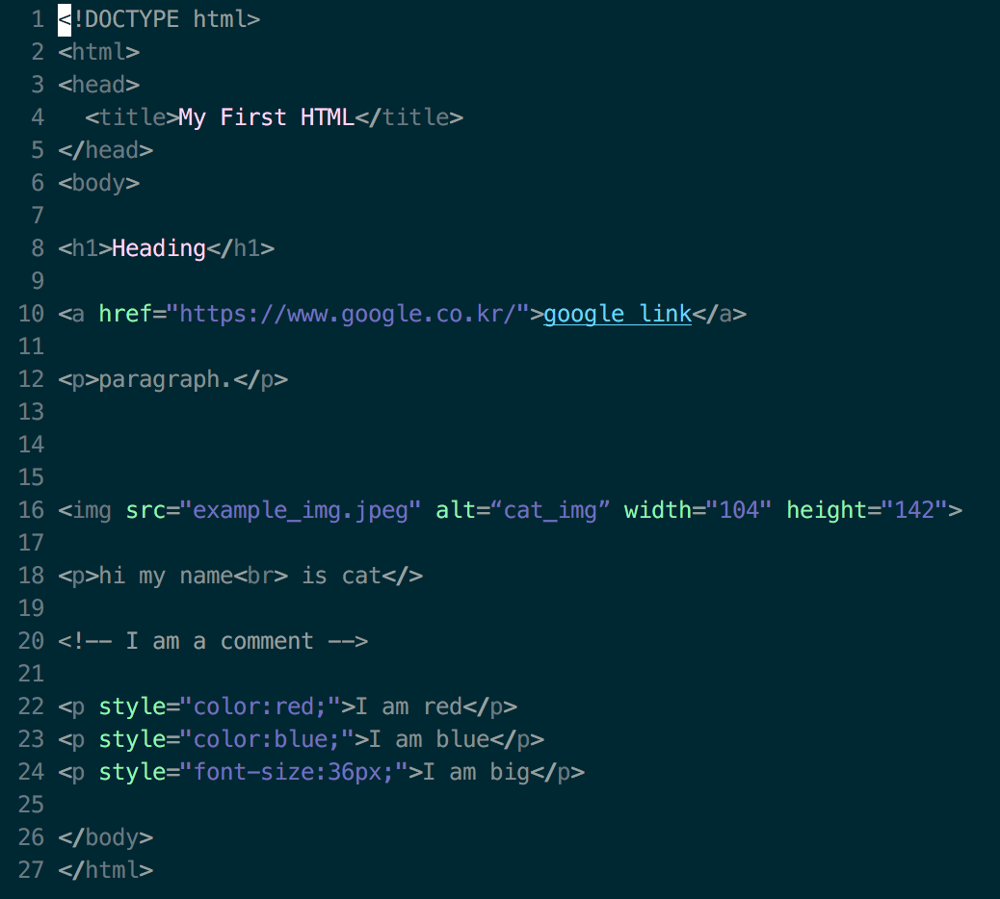 1 <!DOCTYPE html>
2 <html>
3 <head>
4   <title>My First HTML</title>
5 </head>
6 <body>
7
8 <h1>Heading</h1>
9
10 <a href="https://www.google.co.kr/">google link</a>
11
12 <p>paragraph.</p>
13
14
15
16 <img src="example_img.jpeg" alt=“cat_img” width="104" height="142">
17
18 <p>hi my name<br> is cat</>
19
20 <!-- I am a comment -->
21
22 <p style="color:red;">I am red</p>
23 <p style="color:blue;">I am blue</p>
24 <p style="font-size:36px;">I am big</p>
25
26 </body>
27 </html>